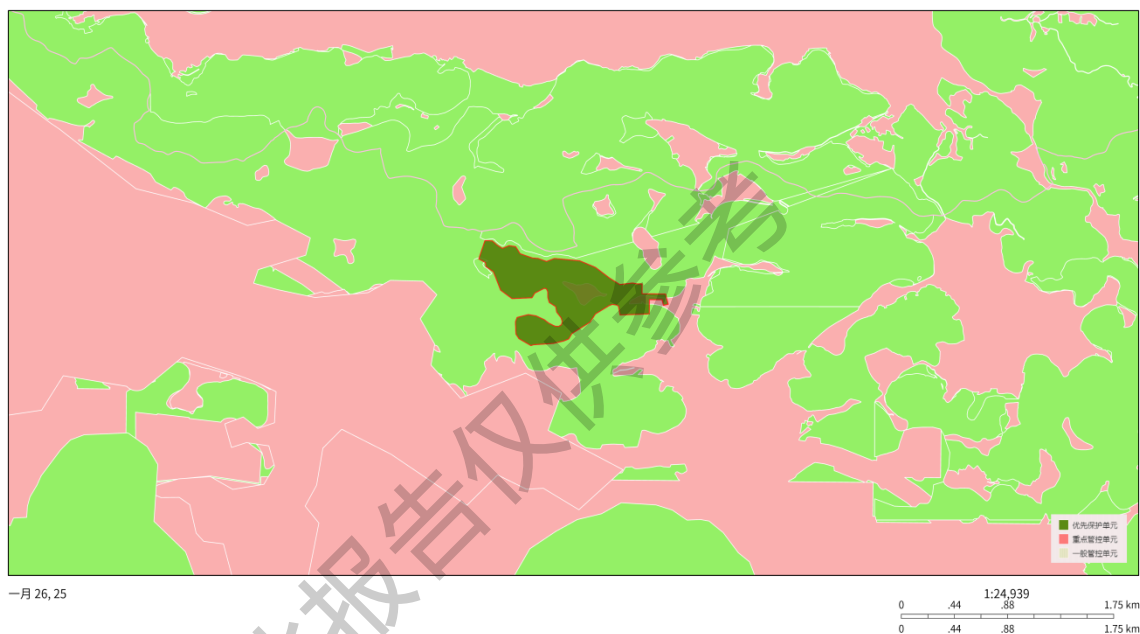 优先保护单元
重点管控单元
一般管控单元
报告仅供参考
一月 26, 25
1:24,939
0 .44 .88 1.75 km
0 .44 .88 1.75 km